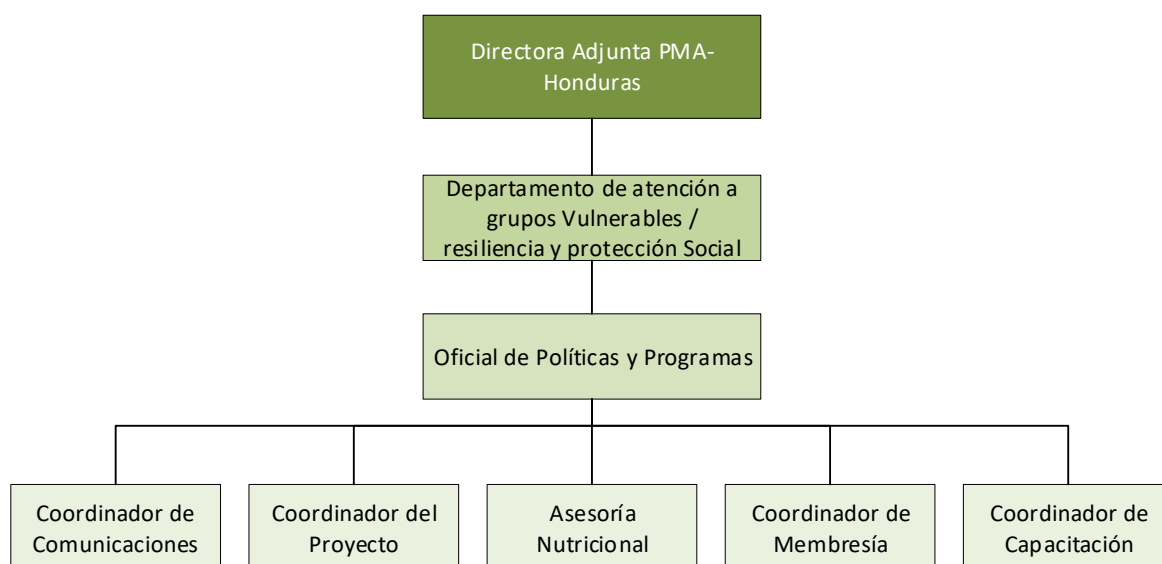 Directora Adjunta PMA-
Honduras
Departamento de atención a
grupos Vulnerables /
resiliencia y protección Social
Oficial de Políticas y Programas
Coordinador de
Comunicaciones
Coordinador del
Proyecto
Asesoría
Nutricional
Coordinador de
Membresía
Coordinador de
Capacitación